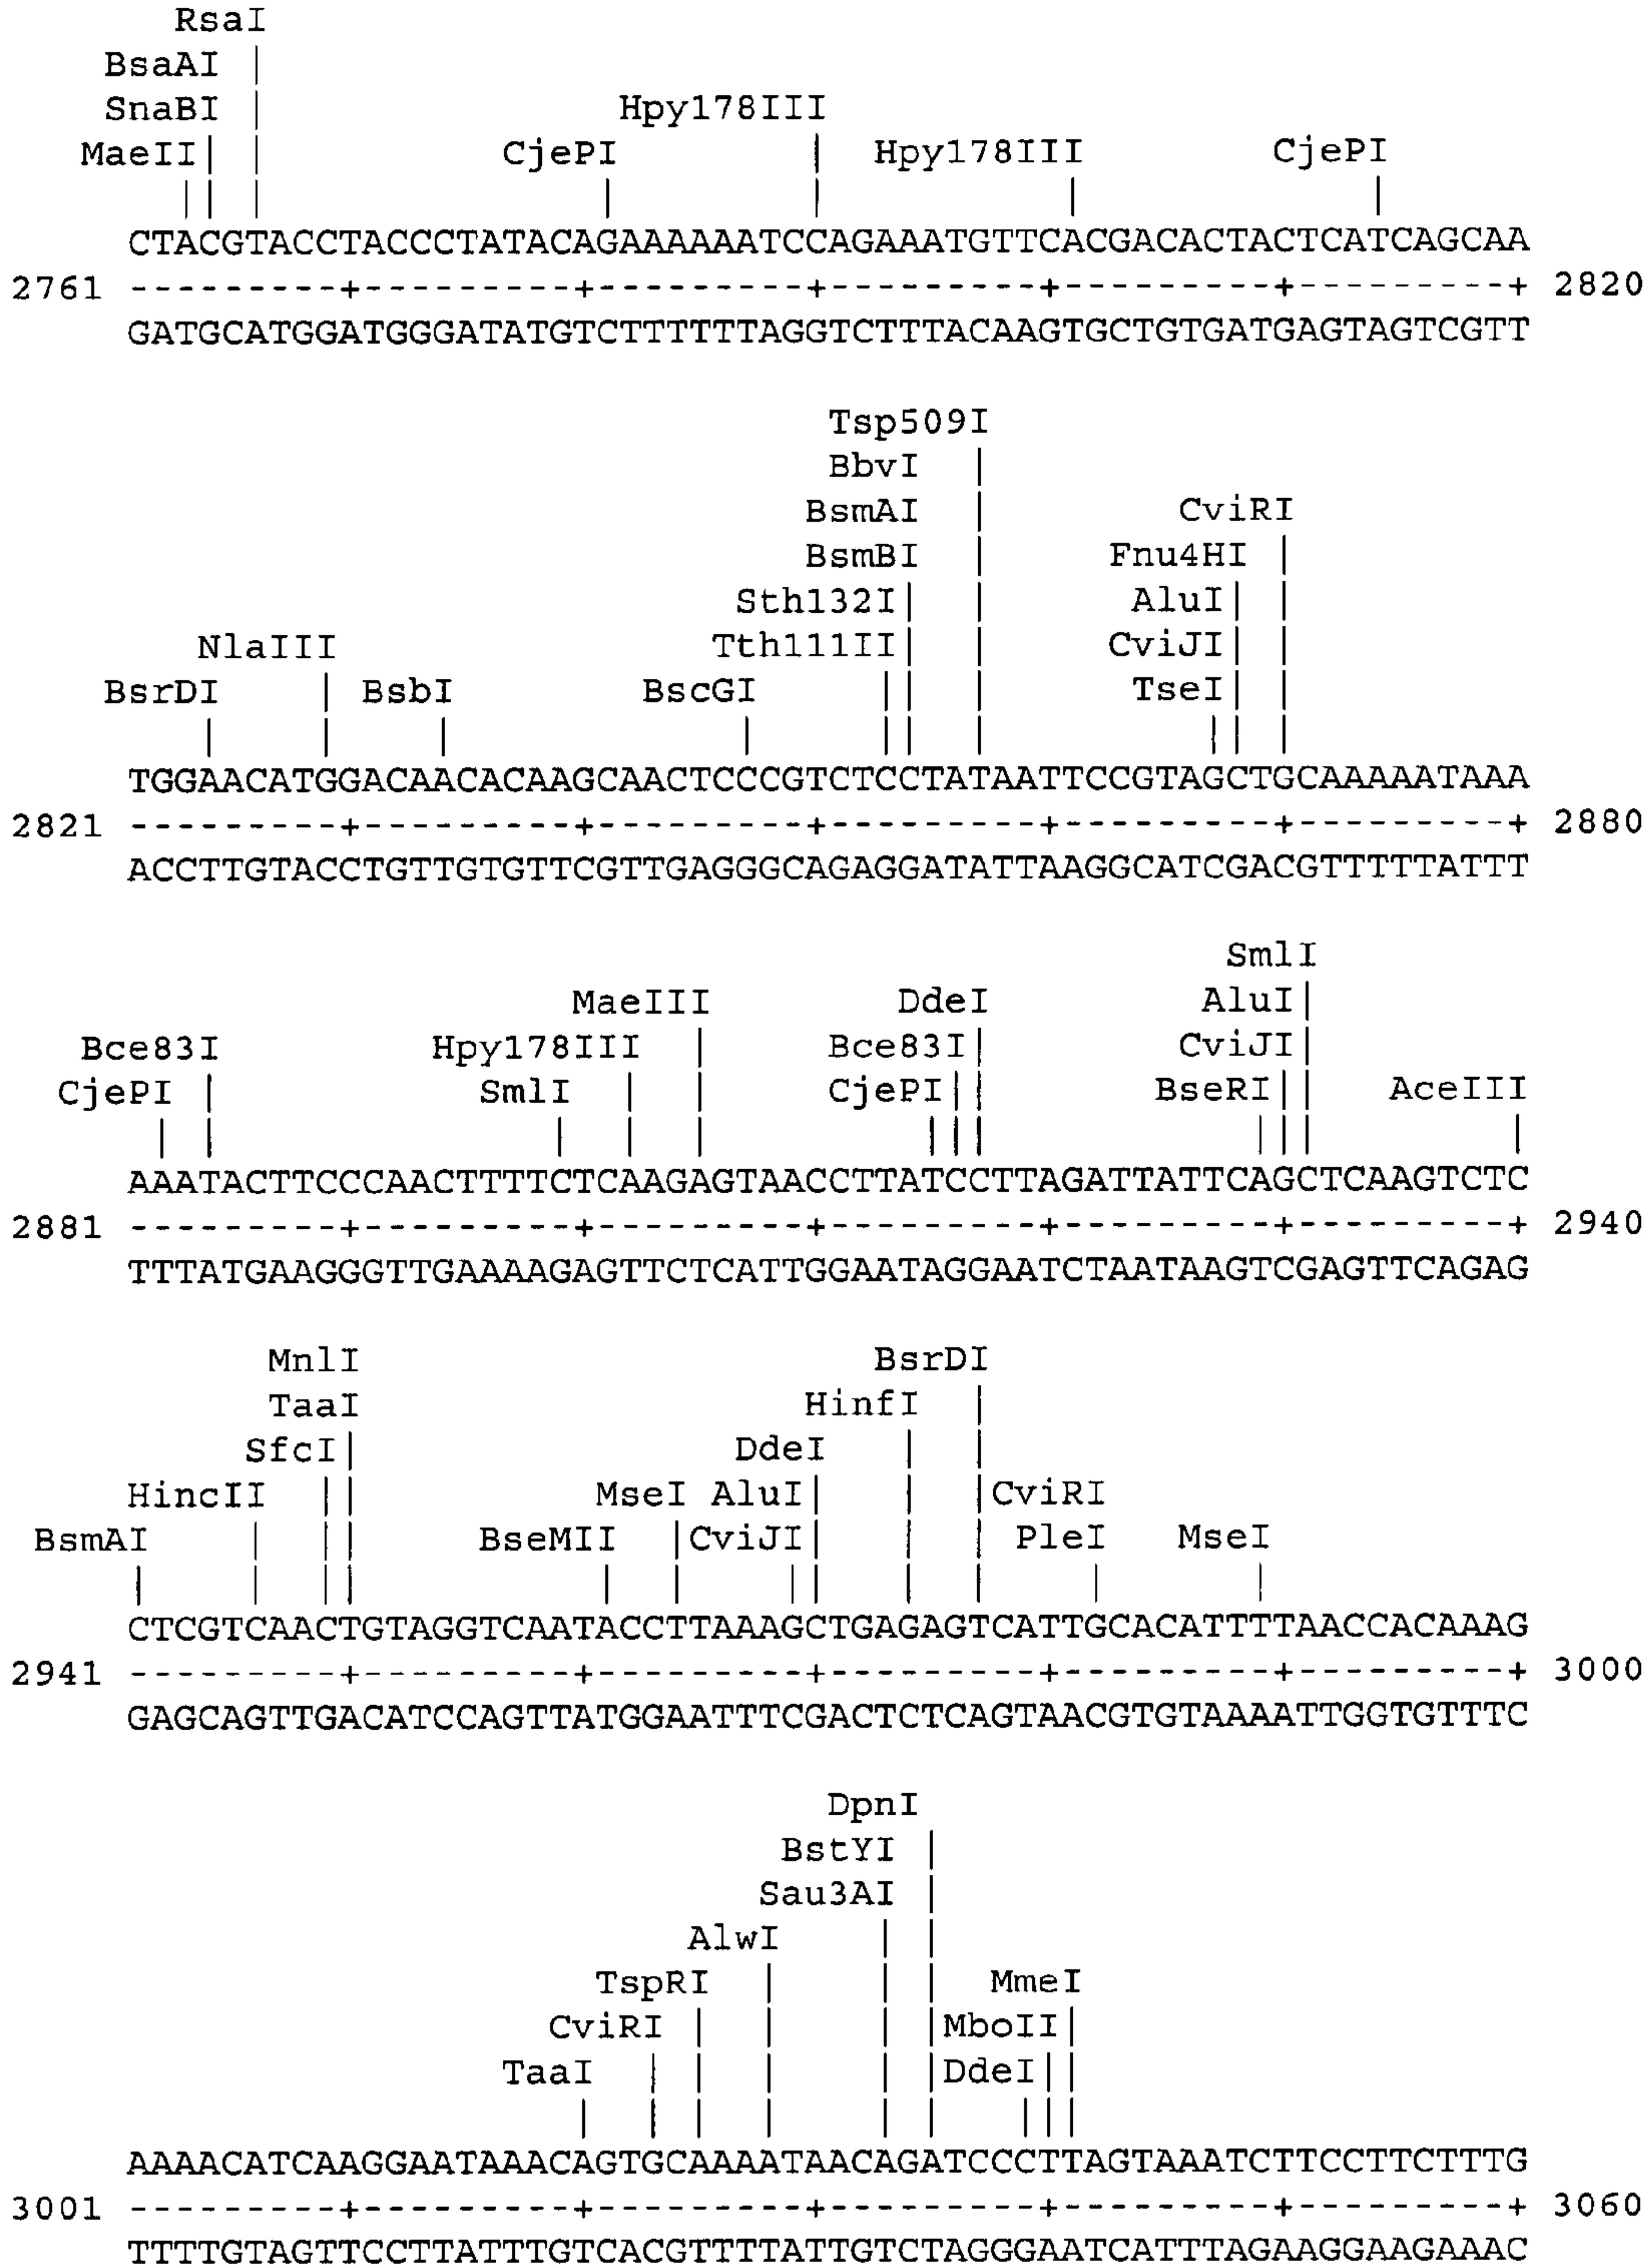 RsaI
BsaAI |
SnaBI | Hpy178III
MaeII| | CjePI | Hpy178III CjePI
|| | | | | |
CTACGTACCTACCCTATACAGAAAAAATCCAGAAATGTTCACGACACTACTCATCAGCAA
2761 ---------+---------+---------+---------+---------+---------+ 2820
GATGCATGGATGGGATATGTCTTTTTTAGGTCTTTACAAGTGCTGTGATGAGTAGTCGTT
Tsp509I
BbvI |
BsmAI | CviRI
BsmBI | Fnu4HI |
Sth132I| | AluI| |
NlaIII Tth111II| | CviJI| |
BsrDI | BsbI BscGI || | TseI| |
| | | | || | || |
TGGAACATGGACAACACAAGCAACTCCCGTCTCCTATAATTCCGTAGCTGCAAAAATAAA
2821 ---------+---------+---------+---------+---------+---------+ 2880
ACCTTGTACCTGTTGTGTTCGTTGAGGGCAGAGGATATTAAGGCATCGACGTTTTTATTT
SmlI
MaeIII DdeI AluI|
Bce83I Hpy178III | Bce83I| CviJI|
CjePI | SmlI | | CjePI|| BseRI|| AceIII
| | | | | ||| ||| |
AAATACTTCCCAACTTTTCTCAAGAGTAACCTTATCCTTAGATTATTCAGCTCAAGTCTC
2881 ---------+---------+---------+---------+---------+---------+ 2940
TTTATGAAGGGTTGAAAAGAGTTCTCATTGGAATAGGAATCTAATAAGTCGAGTTCAGAG
MnlI BsrDI
TaaI HinfI |
SfcI| DdeI | |
HincII || MseI AluI| | |CviRI
BsmAI | || BseMII |CviJI| | | PleI MseI
| | || | | || | | | |
CTCGTCAACTGTAGGTCAATACCTTAAAGCTGAGAGTCATTGCACATTTTAACCACAAAG
2941 ---------+---------+---------+---------+---------+---------+ 3000
GAGCAGTTGACATCCAGTTATGGAATTTCGACTCTCAGTAACGTGTAAAATTGGTGTTTC
DpnI
BstYI |
Sau3AI |
AlwI | |
TspRI | | | MmeI
CviRI | | | |MboII|
TaaI | | | | |DdeI||
| | | | | | |||
AAAACATCAAGGAATAAACAGTGCAAAATAACAGATCCCTTAGTAAATCTTCCTTCTTTG
3001 ---------+---------+---------+---------+---------+---------+ 3060
TTTTGTAGTTCCTTATTTGTCACGTTTTATTGTCTAGGGAATCATTTAGAAGGAAGAAAC